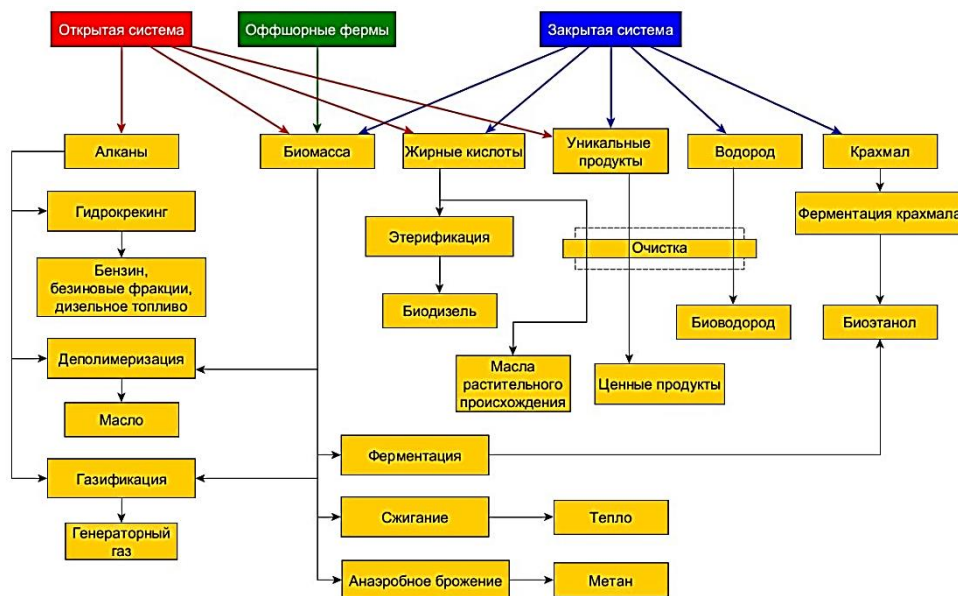 Открытая система
Оффшорные фермы
Закрытая система
Алканы
Биомасса
Жирные кислоты
Уникальные
продукты
Водород
Крахмал
Гидрокрекинг
Этерификация
Очистка
Ферментация крахмала
Бензин,
безиновые фракции,
дизельное топливо
Биодизель
Биоводород
Биоэтанол
Деполимеризация
Масла
растительного
происхождения
Ценные продукты
Масло
Ферментация
Газификация
Сжигание
Тепло
Генераторный
газ
Анаэробное брожение
Метан